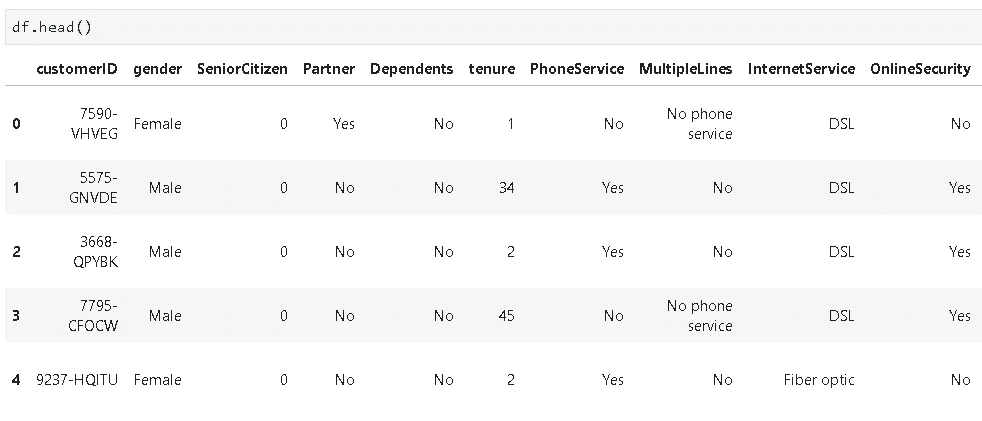 df.head()
customerID gender SeniorCitizen Partner Dependents tenure PhoneService MultipleLines InternetService OnlineSecurity
0 7590-VHVEG Female 0 Yes No 1 No No phone service DSL No
1 5575-GNVDE Male 0 No No 34 Yes No DSL Yes
2 3668-QPYBK Male 0 No No 2 Yes No DSL Yes
3 7795-CFOCW Male 0 No No 45 No No phone service DSL Yes
4 9237-HQITU Female 0 No No 2 Yes No Fiber optic No